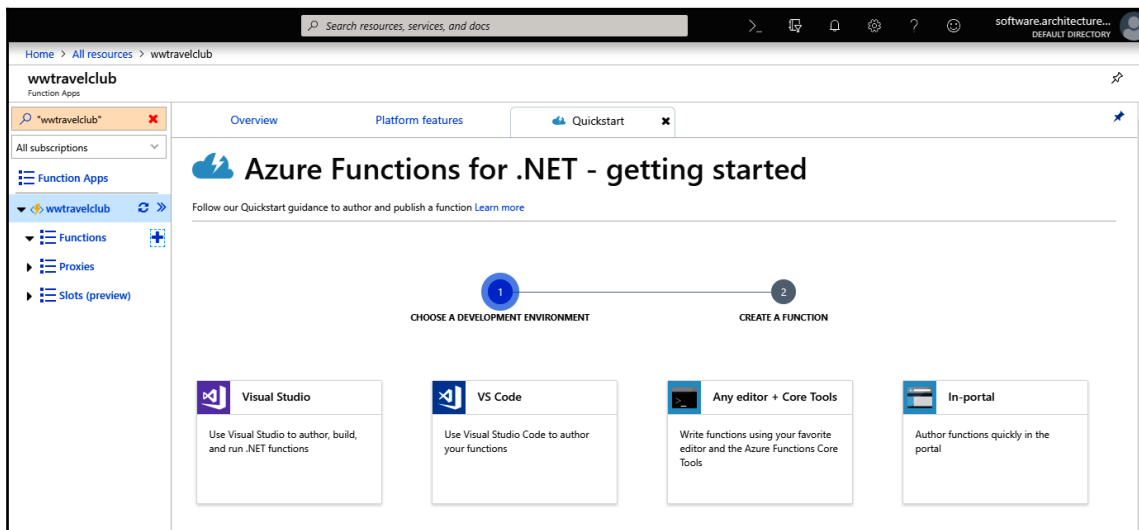 Search resources, services, and docs
software.architecture...
DEFAULT DIRECTORY
Home > All resources > wwtravelclub
wwtravelclub
Function Apps
"wwtravelclub"
All subscriptions
Function Apps
wwtravelclub
Functions
Proxies
Slots (preview)
Overview
Platform features
Quickstart
Azure Functions for .NET - getting started
Follow our Quickstart guidance to author and publish a function Learn more
1
CHOOSE A DEVELOPMENT ENVIRONMENT
2
CREATE A FUNCTION
Visual Studio
Use Visual Studio to author, build,
and run .NET functions
VS Code
Use Visual Studio Code to author
your functions
Any editor + Core Tools
Write functions using your favorite
editor and the Azure Functions Core
Tools
In-portal
Author functions quickly in the
portal